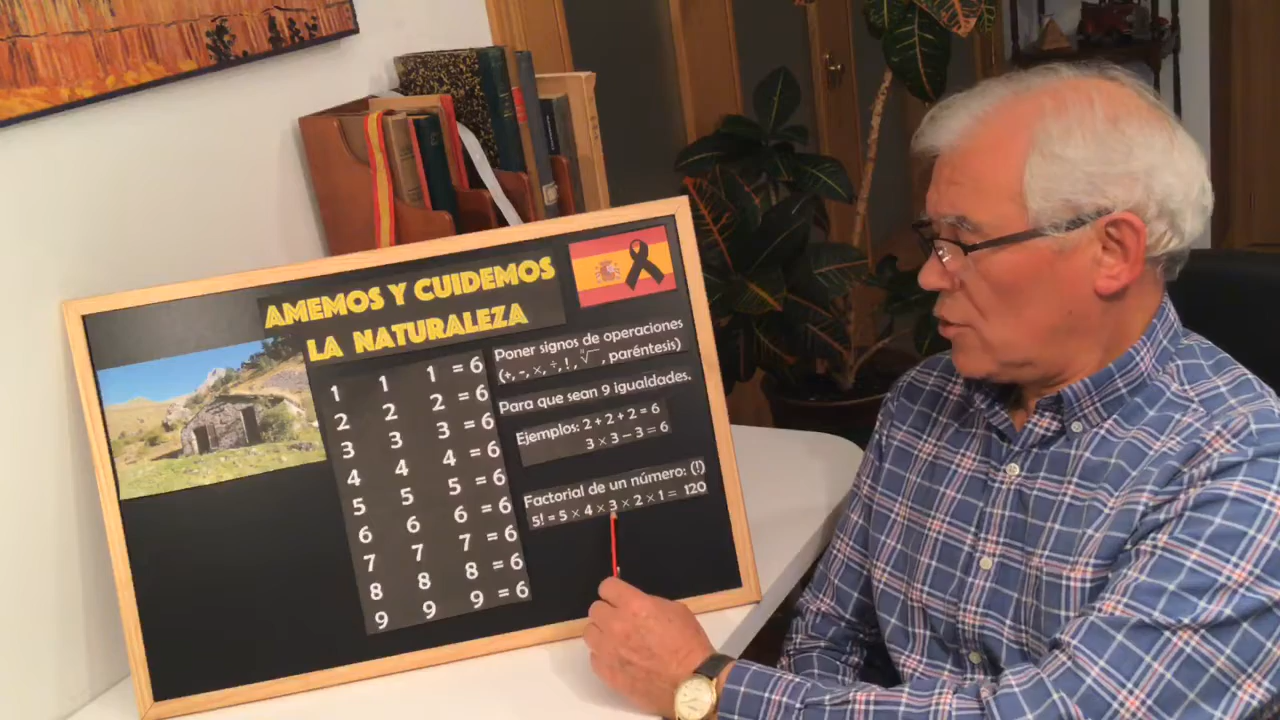 AMEMOS Y CUIDEMOS
LA NATURALEZA
1 1 1 = 6
2 2 2 = 6
3 3 3 = 6
4 4 4 = 6
5 5 5 = 6
6 6 6 = 6
7 7 7 = 6
8 8 8 = 6
9 9 9 = 6
Poner signos de operaciones
(+, -, ×, ÷, !, ⁿ√‾, paréntesis)
Para que sean 9 igualdades.
Ejemplos: 2 + 2 + 2 = 6
3 × 3 – 3 = 6
Factorial de un número: (!)
5! = 5 × 4 × 3 × 2 × 1 = 120